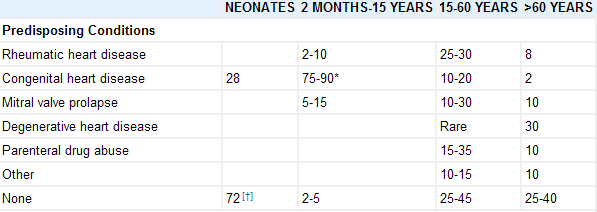 NEONATES 2 MONTHS-15 YEARS 15-60 YEARS >60 YEARS
Predisposing Conditions
Rheumatic heart disease 2-10 25-30 8
Congenital heart disease 28 75-90* 10-20 2
Mitral valve prolapse 5-15 10-30 10
Degenerative heart disease Rare 30
Parenteral drug abuse 15-35 10
Other 10-15 10
None 72 [†] 2-5 25-45 25-40